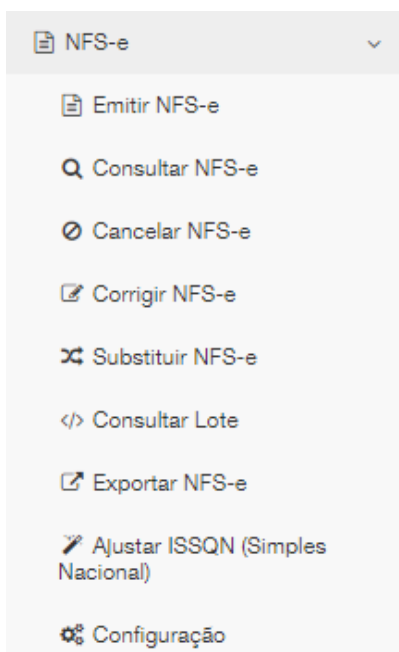 NFS-e
Emitir NFS-e
Consultar NFS-e
Cancelar NFS-e
Corrigir NFS-e
Substituir NFS-e
Consultar Lote
Exportar NFS-e
Ajustar ISSQN (Simples
Nacional)
Configuração